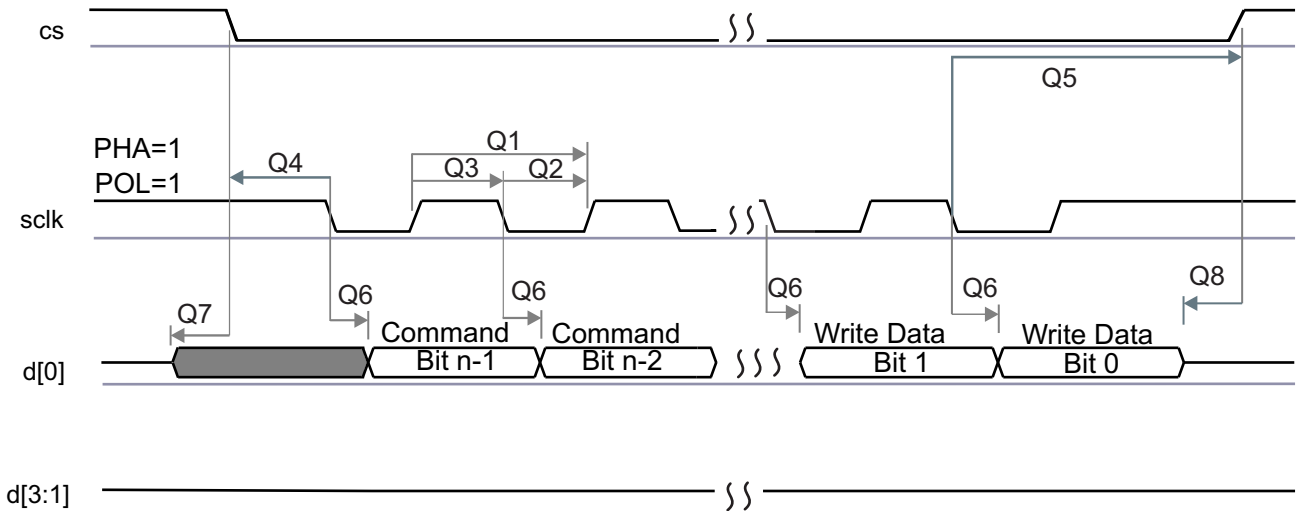 cs
Q5
PHA=1
POL=1
Q4
Q1
Q3
Q2
sclk
Q7
Q6
Q6
Q6
Q6
Q8
d[0]
Command
Bit n-1
Command
Bit n-2
Write Data
Bit 1
Write Data
Bit 0
d[3:1]